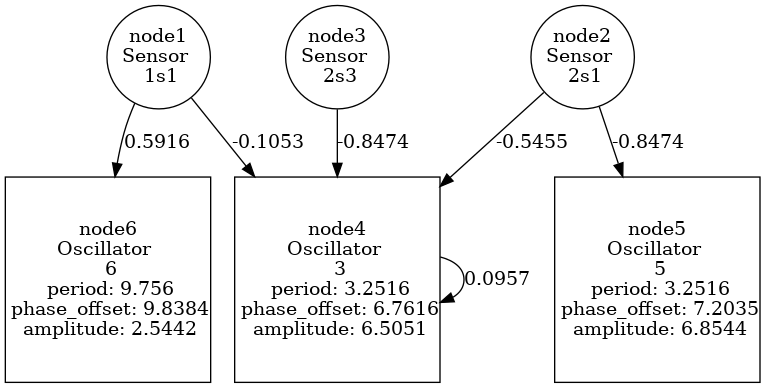 node1
Sensor
1s1
node3
Sensor
2s3
node2
Sensor
2s1
0.5916
-0.1053
-0.8474
-0.5455
-0.8474
node6
Oscillator
6
period: 9.756
phase_offset: 9.8384
amplitude: 2.5442
node4
Oscillator
3
period: 3.2516
phase_offset: 6.7616
amplitude: 6.5051
0.0957
node5
Oscillator
5
period: 3.2516
phase_offset: 7.2035
amplitude: 6.8544